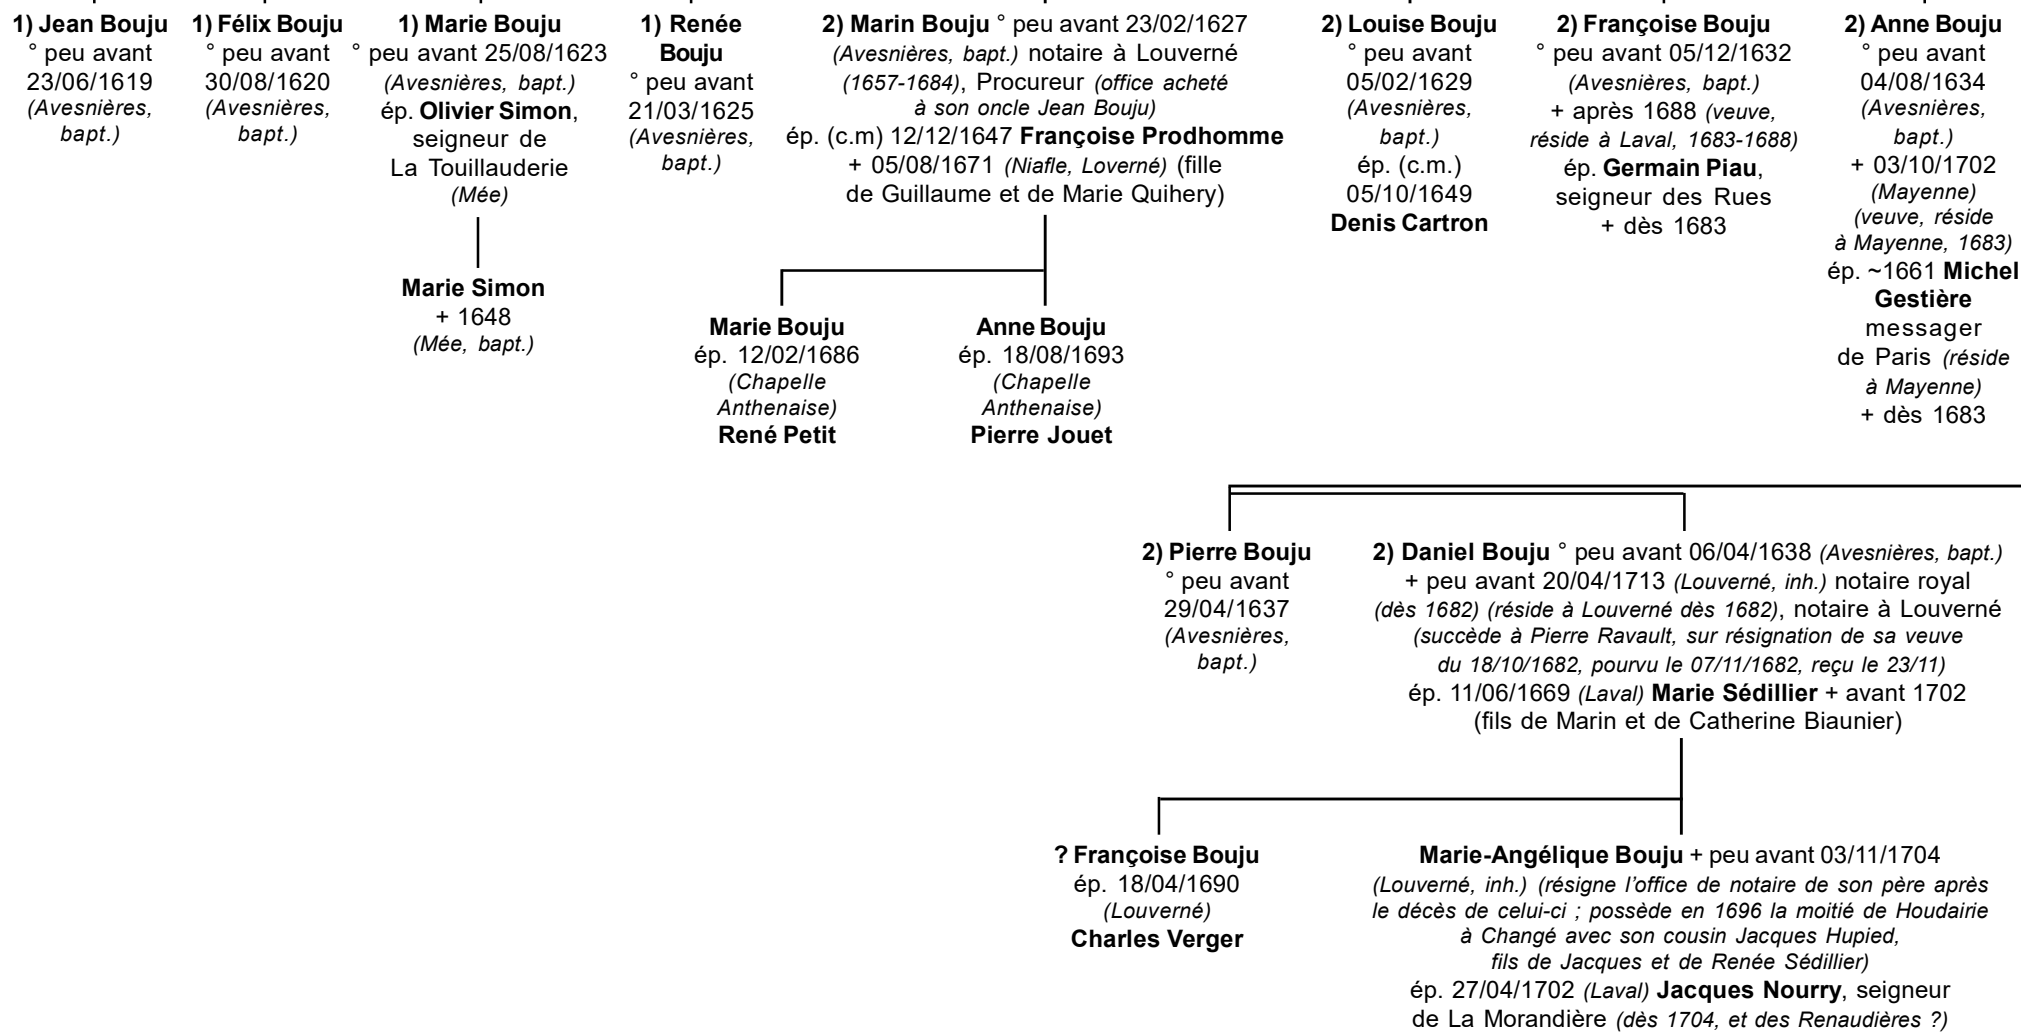 1) Jean Bouju
° peu avant
23/06/1619
(Avesnières,
bapt.)
1) Félix Bouju
° peu avant
30/08/1620
(Avesnières,
bapt.)
1) Marie Bouju
° peu avant 25/08/1623
(Avesnières, bapt.)
ép. Olivier Simon,
seigneur de
La Touillauderie
(Mée)
Marie Simon
+ 1648
(Mée, bapt.)
1) Renée
Bouju
° peu avant
21/03/1625
(Avesnières,
bapt.)
2) Marin Bouju ° peu avant 23/02/1627
(Avesnières, bapt.) notaire à Louverné
(1657-1684), Procureur (office acheté
à son oncle Jean Bouju)
ép. (c.m) 12/12/1647 Françoise Prodhomme
+ 05/08/1671 (Niafle, Loverné) (fille
de Guillaume et de Marie Quihery)
Marie Bouju
ép. 12/02/1686
(Chapelle
Anthenaise)
René Petit
Anne Bouju
ép. 18/08/1693
(Chapelle
Anthenaise)
Pierre Jouet
2) Louise Bouju
° peu avant
05/02/1629
(Avesnières,
bapt.)
ép. (c.m.)
05/10/1649
Denis Cartron
2) Françoise Bouju
° peu avant 05/12/1632
(Avesnières, bapt.)
+ après 1688 (veuve,
réside à Laval, 1683-1688)
ép. Germain Piau,
seigneur des Rues
+ dès 1683
2) Anne Bouju
° peu avant
04/08/1634
(Avesnières,
bapt.)
+ 03/10/1702
(Mayenne)
(veuve, réside
à Mayenne, 1683)
ép. ~1661 Michel
Gestière
messager
de Paris (réside
à Mayenne)
+ dès 1683
2) Pierre Bouju
° peu avant
29/04/1637
(Avesnières,
bapt.)
2) Daniel Bouju ° peu avant 06/04/1638 (Avesnières, bapt.)
+ peu avant 20/04/1713 (Louverné, inh.) notaire royal
(dès 1682) (réside à Louverné dès 1682), notaire à Louverné
(succède à Pierre Ravault, sur résignation de sa veuve
du 18/10/1682, pourvu le 07/11/1682, reçu le 23/11)
ép. 11/06/1669 (Laval) Marie Sédillier + avant 1702
(fils de Marin et de Catherine Biaunier)
? Françoise Bouju
ép. 18/04/1690
(Louverné)
Charles Verger
Marie-Angélique Bouju + peu avant 03/11/1704
(Louverné, inh.) (résigne l'office de notaire de son père après
le décès de celui-ci ; possède en 1696 la moitié de Houdairie
à Changé avec son cousin Jacques Hupied,
fils de Jacques et de Renée Sédillier)
ép. 27/04/1702 (Laval) Jacques Nourry, seigneur
de La Morandière (dès 1704, et des Renaudières ?)